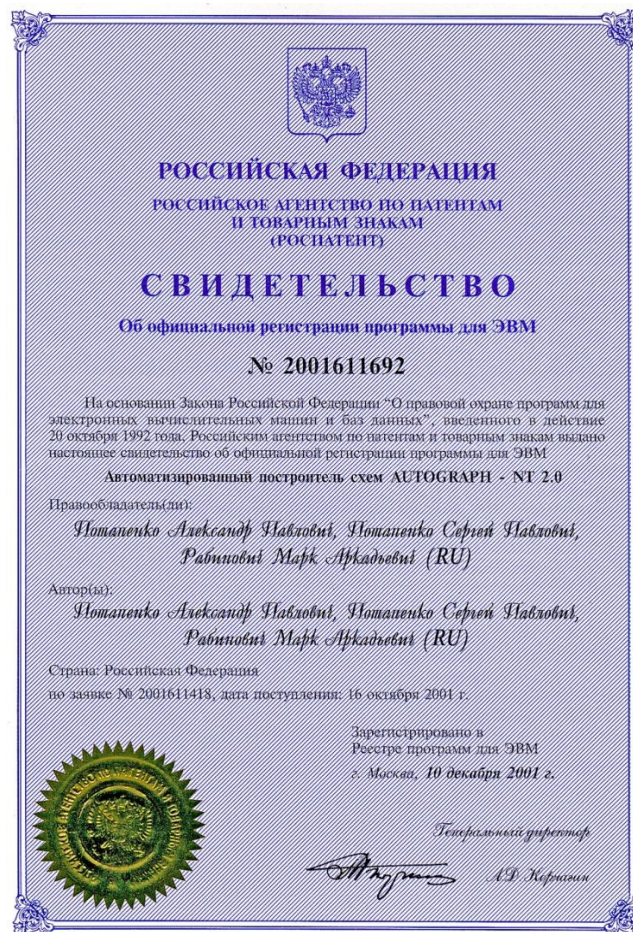 РОССИЙСКАЯ ФЕДЕРАЦИЯ
РОССИЙСКОЕ АГЕНТСТВО ПО ПАТЕНТАМ
И ТОВАРНЫМ ЗНАКАМ
(РОСПАТЕНТ)
СВИДЕТЕЛЬСТВО
Об официальной регистрации программы для ЭВМ
№ 2001611692
На основании Закона Российской Федерации “О правовой охране программ для
электронных вычислительных машин и баз данных”, введенного в действие
20 октября 1992 года, Российским агентством по патентам и товарным знакам выдано
настоящее свидетельство об официальной регистрации программы для ЭВМ
Автоматизированный построитель схем AUTOGRAPH - NT 2.0
Правообладатель(ли):
Потапенко Александр Павлович, Потапенко Сергей Павлович,
Рабинович Марк Аркадьевич (RU)
Автор(ы):
Потапенко Александр Павлович, Потапенко Сергей Павлович,
Рабинович Марк Аркадьевич (RU)
Страна: Российская Федерация
по заявке № 2001611418, дата поступления: 16 октября 2001 г.
Зарегистрировано в
Реестре программ для ЭВМ
г. Москва, 10 декабря 2001 г.
Генеральный директор
А.Д. Корчагин